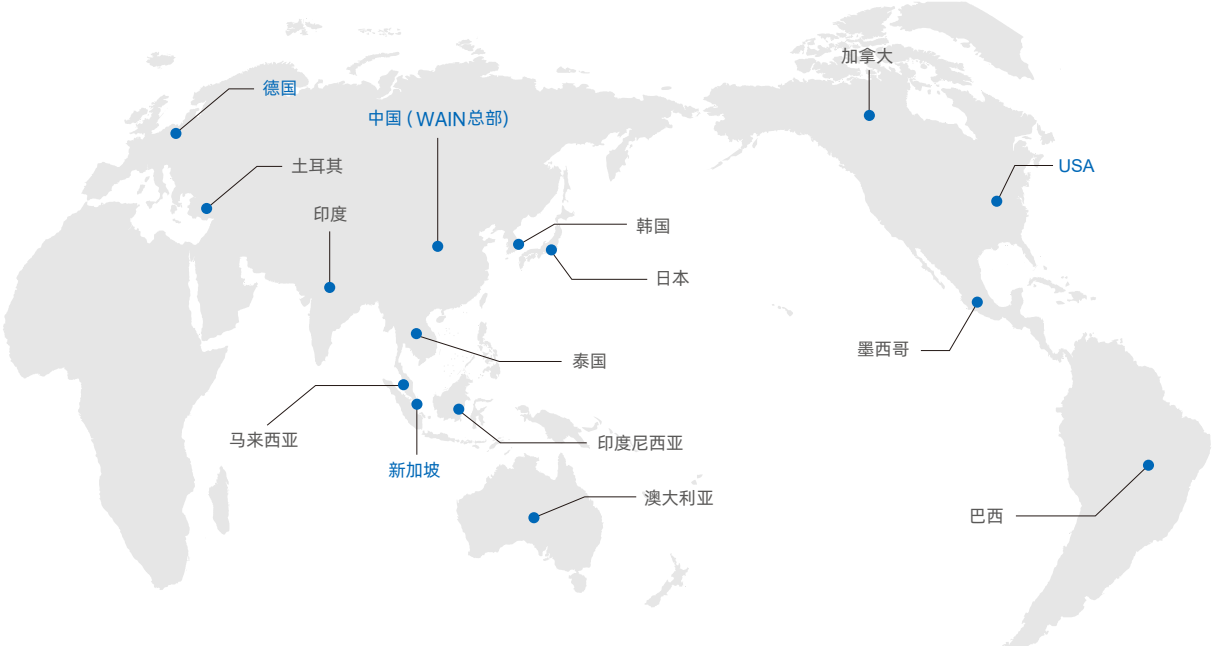 加拿大
德国
中国 ( WAIN总部)
土耳其
USA
印度
韩国
日本
墨西哥
泰国
马来西亚
印度尼西亚
新加坡
澳大利亚
巴西